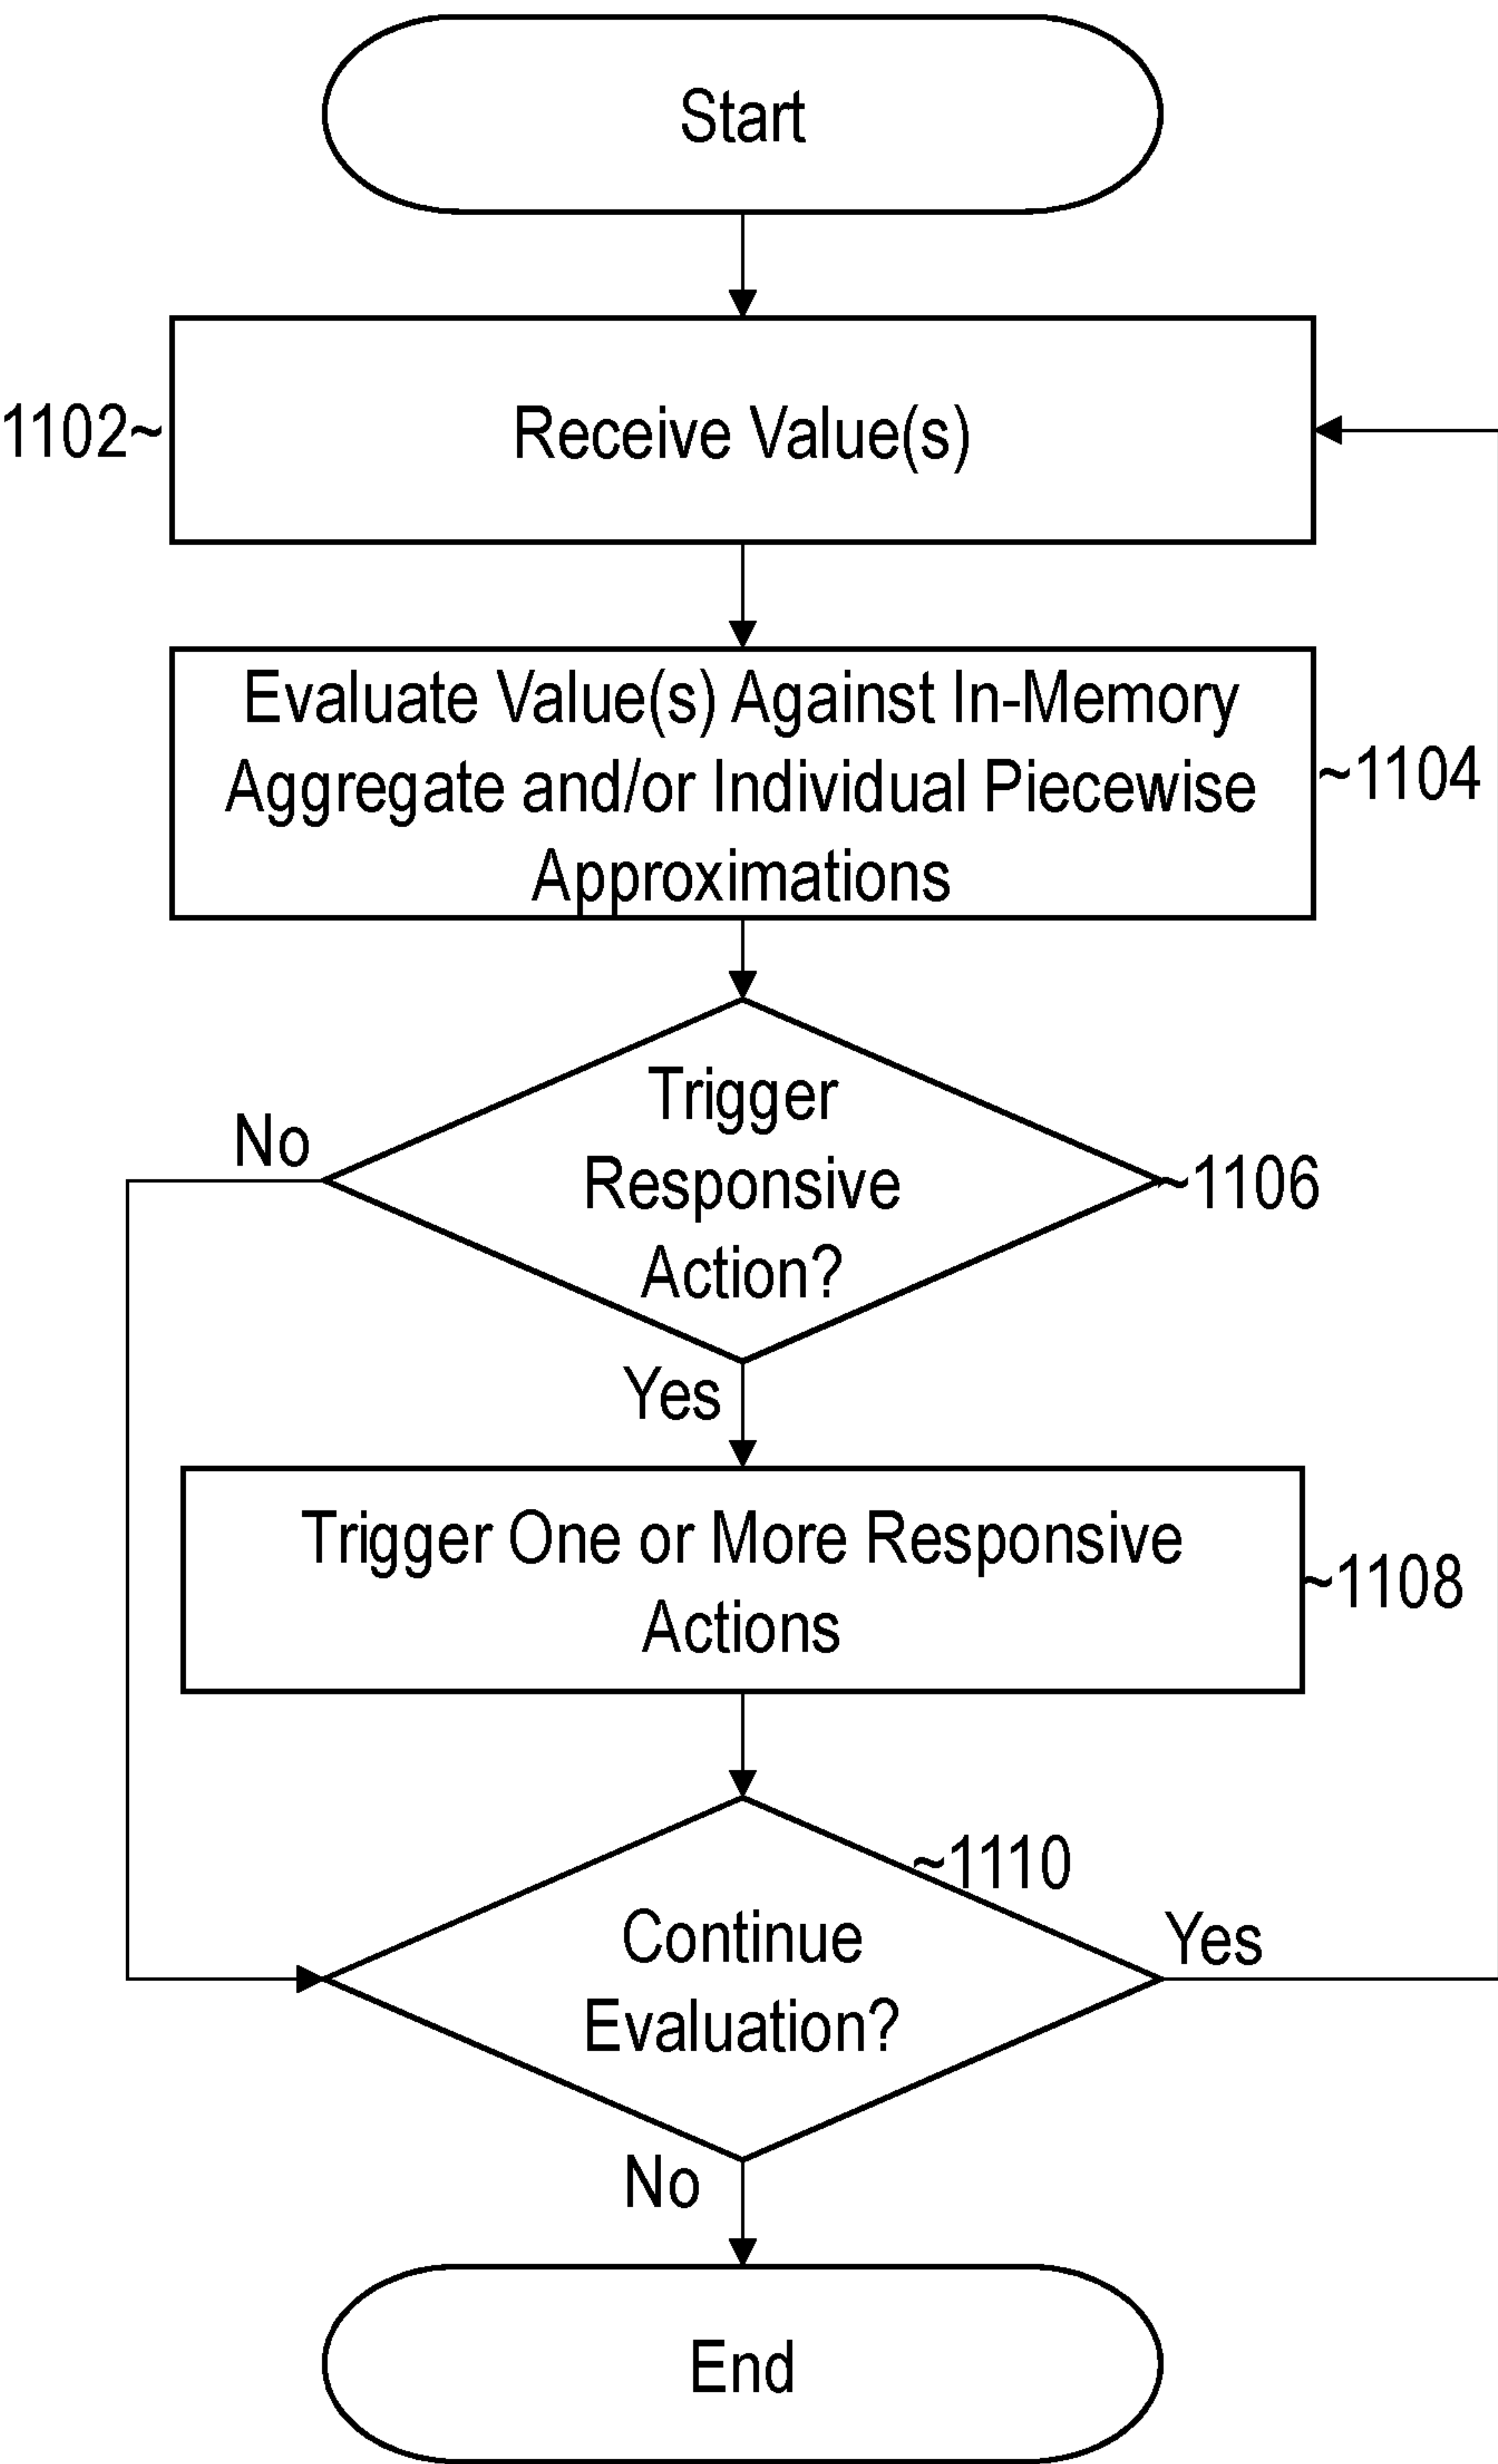 Start
1102~
Receive Value(s)
Evaluate Value(s) Against In-Memory
Aggregate and/or Individual Piecewise
Approximations
~1104
Trigger
Responsive
Action?
No
~1106
Yes
Trigger One or More Responsive
Actions
~1108
~1110
Continue
Evaluation?
Yes
No
End